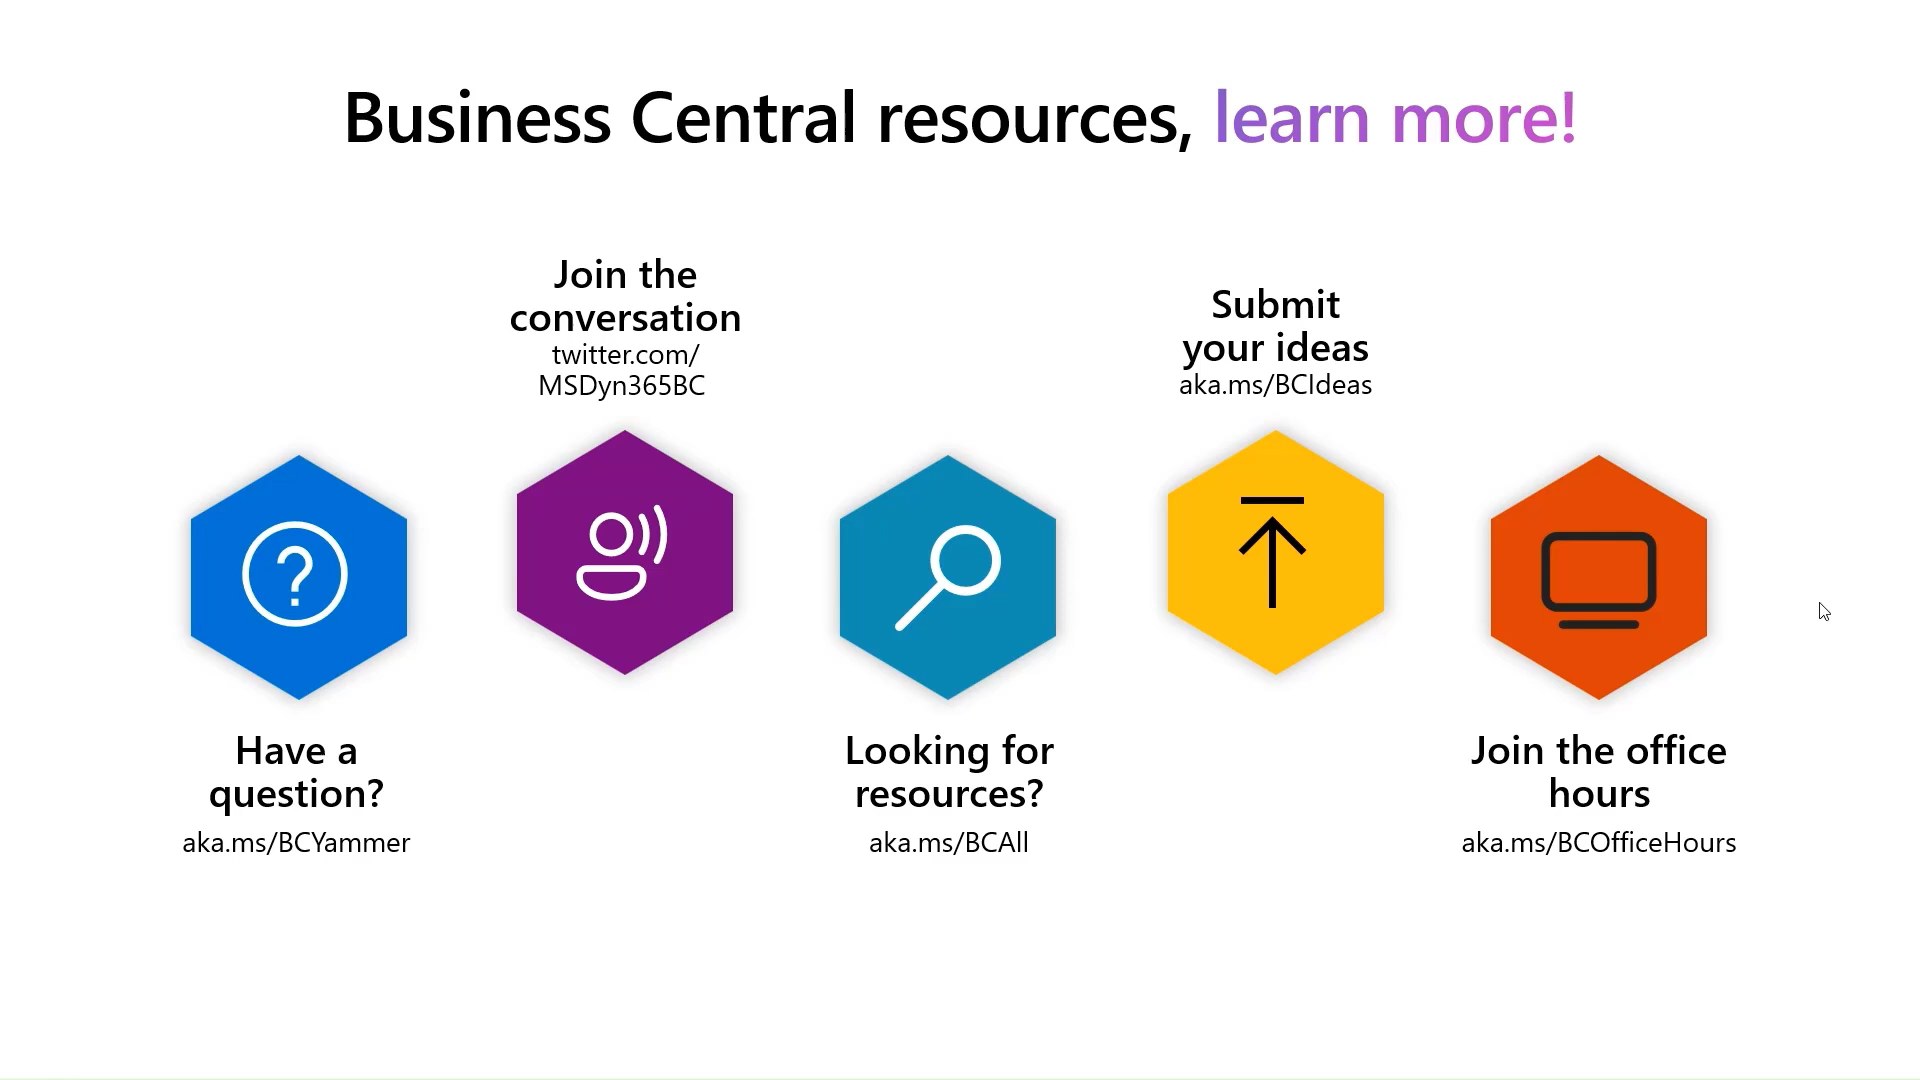 Business Central resources, learn more!
Join the
conversation
twitter.com/
MSDyn365BC
Submit
your ideas
aka.ms/BCIdeas
Have a
question?
aka.ms/BCYammer
Looking for
resources?
aka.ms/BCAll
Join the office
hours
aka.ms/BCOfficeHours